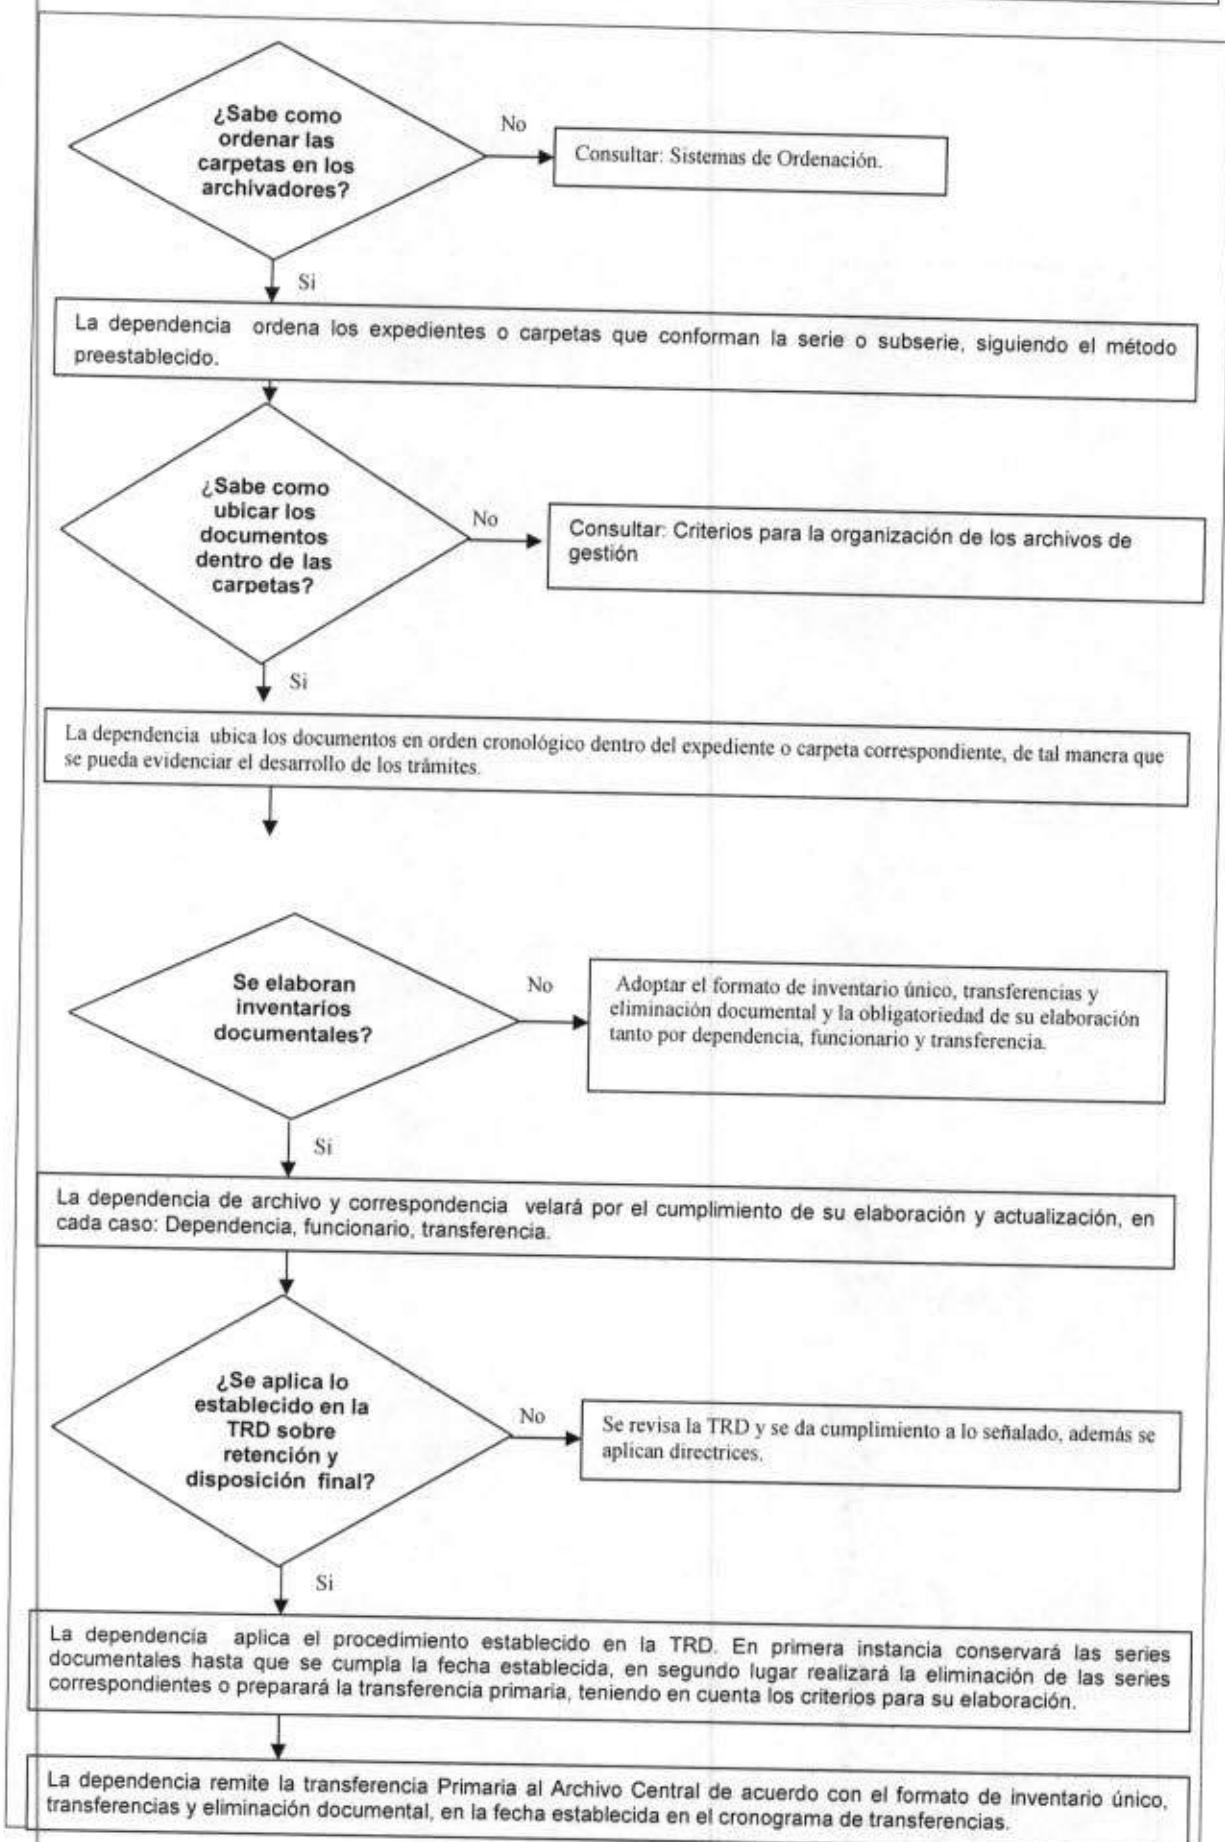 ¿Sabe como
ordenar las
carpetas en los
archivadores?
No
Consultar: Sistemas de Ordenación.
Si
La dependencia ordena los expedientes o carpetas que conforman la serie o subserie, siguiendo el método
preestablecido.
¿Sabe como
ubicar los
documentos
dentro de las
carpetas?
No
Consultar: Criterios para la organización de los archivos de
gestión
Si
La dependencia ubica los documentos en orden cronológico dentro del expediente o carpeta correspondiente, de tal manera que
se pueda evidenciar el desarrollo de los trámites.
Se elaboran
inventarios
documentales?
No
Adoptar el formato de inventario único, transferencias y
eliminación documental y la obligatoriedad de su elaboración
tanto por dependencia, funcionario y transferencia.
Si
La dependencia de archivo y correspondencia velará por el cumplimiento de su elaboración y actualización, en
cada caso: Dependencia, funcionario, transferencia.
¿Se aplica lo
establecido en la
TRD sobre
retención y
disposición final?
No
Se revisa la TRD y se da cumplimiento a lo señalado, además se
aplican directrices.
Si
La dependencia aplica el procedimiento establecido en la TRD. En primera instancia conservará las series
documentales hasta que se cumpla la fecha establecida, en segundo lugar realizará la eliminación de las series
correspondientes o preparará la transferencia primaria, teniendo en cuenta los criterios para su elaboración.
La dependencia remite la transferencia Primaria al Archivo Central de acuerdo con el formato de inventario único,
transferencias y eliminación documental, en la fecha establecida en el cronograma de transferencias.